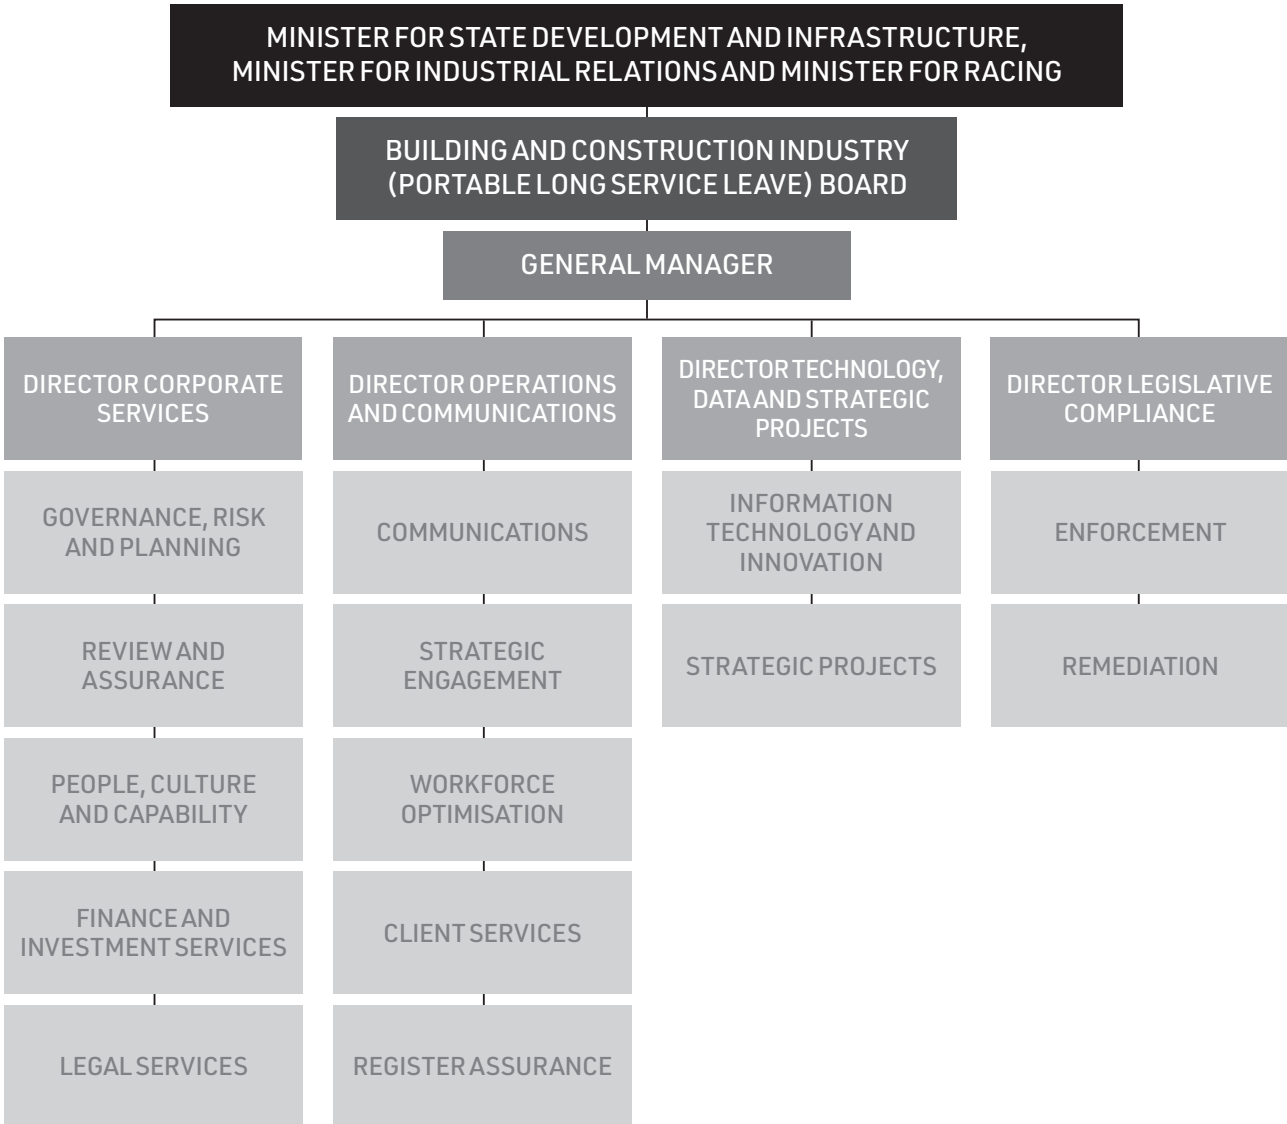 MINISTER FOR STATE DEVELOPMENT AND INFRASTRUCTURE,
MINISTER FOR INDUSTRIAL RELATIONS AND MINISTER FOR RACING
BUILDING AND CONSTRUCTION INDUSTRY
(PORTABLE LONG SERVICE LEAVE) BOARD
GENERAL MANAGER
DIRECTOR CORPORATE
SERVICES
GOVERNANCE, RISK
AND PLANNING
REVIEW AND
ASSURANCE
PEOPLE, CULTURE
AND CAPABILITY
FINANCE AND
INVESTMENT SERVICES
LEGAL SERVICES
DIRECTOR OPERATIONS
AND COMMUNICATIONS
COMMUNICATIONS
STRATEGIC
ENGAGEMENT
WORKFORCE
OPTIMISATION
CLIENT SERVICES
REGISTER ASSURANCE
DIRECTOR TECHNOLOGY,
DATA AND STRATEGIC
PROJECTS
INFORMATION
TECHNOLOGY AND
INNOVATION
STRATEGIC PROJECTS
DIRECTOR LEGISLATIVE
COMPLIANCE
ENFORCEMENT
REMEDIATION